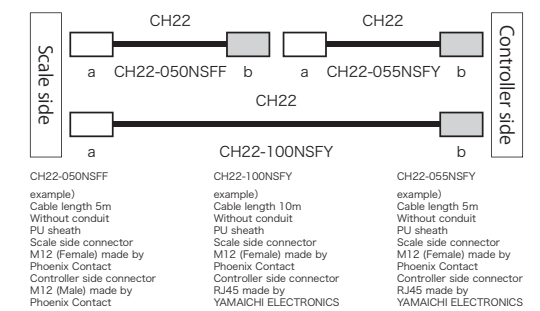 CH22 CH22
Scale side
a CH22-050NSFF b a CH22-055NSFY b
Controller side
CH22
a CH22-100NSFY b
CH22-050NSFF
example)
Cable length 5m
Without conduit
PU sheath
Scale side connector
M12 (Female) made by
Phoenix Contact
Controller side connector
M12 (Male) made by
Phoenix Contact
CH22-100NSFY
example)
Cable length 10m
Without conduit
PU sheath
Scale side connector
M12 (Female) made by
Phoenix Contact
Controller side connector
RJ45 made by
YAMAICHI ELECTRONICS
CH22-055NSFY
example)
Cable length 5m
Without conduit
PU sheath
Scale side connector
M12 (Female) made by
Phoenix Contact
Controller side connector
RJ45 made by
YAMAICHI ELECTRONICS